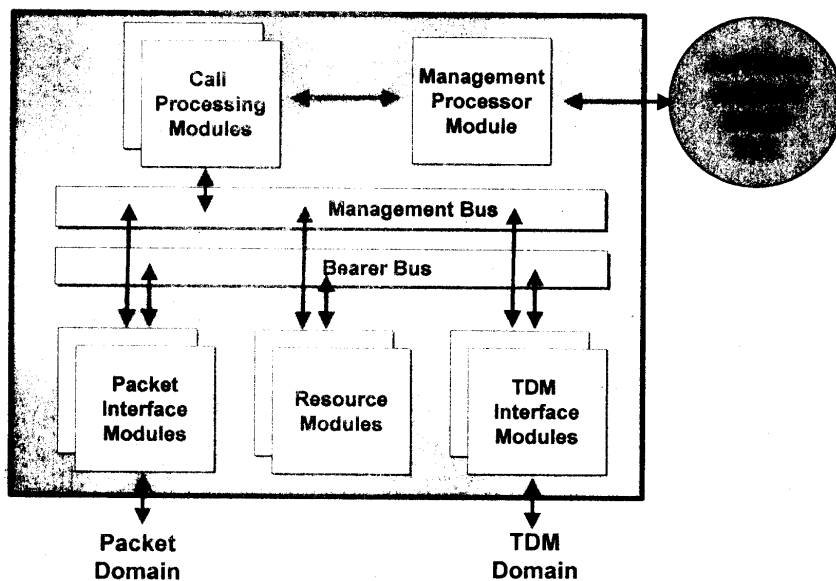 Call
Processing
Modules
Management
Processor
Module
Management Bus
Bearer Bus
Packet
Interface
Modules
Resource
Modules
TDM
Interface
Modules
Packet
Domain
TDM
Domain